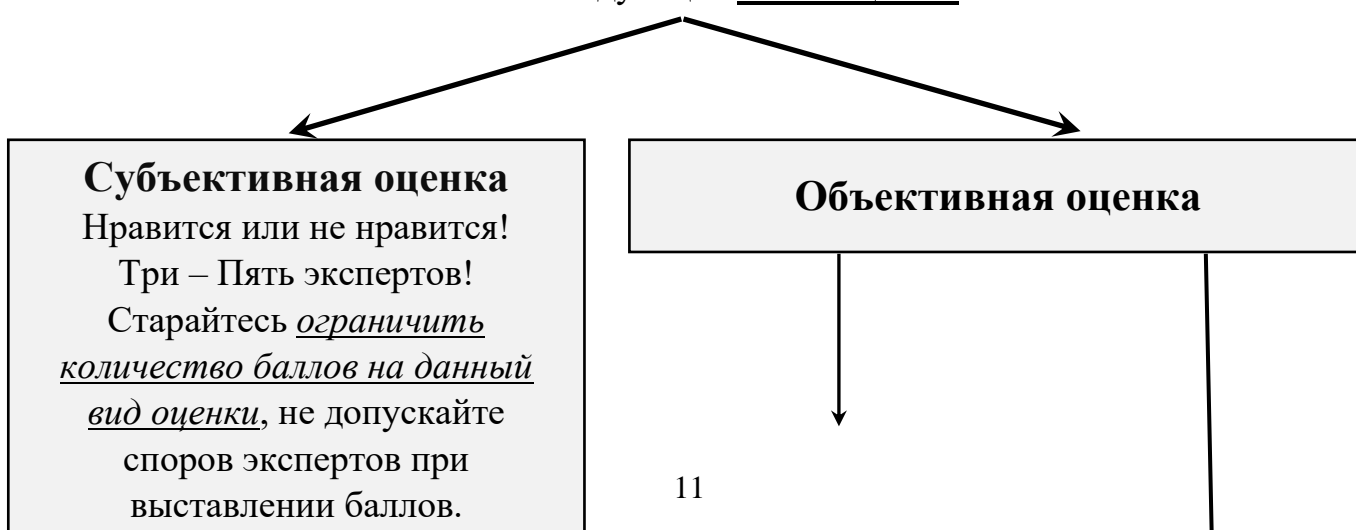 Субъективная оценка
Нравится или не нравится!
Три – Пять экспертов!
Старайтесь ограничить
количество баллов на данный
вид оценки, не допускайте
споров экспертов при
выставлении баллов.
Объективная оценка
11